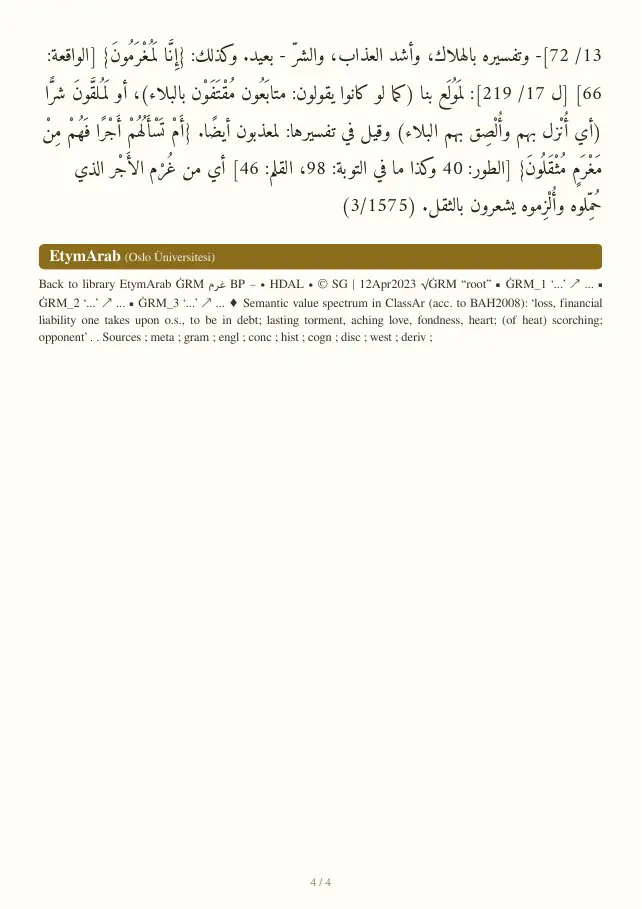 13/ 72]- وتفسيره بالهلاك، وأشد العذاب، والشرّ - بعيد. وكذلك: {إِنَّا لَمُغْرَمُونَ} [الواقعة:
66] [ل 17/ 219]: لَمُولَع بنا (كما لو كانوا يقولون: متابَعُون مُقْتَفَوْن بالبلاء)، أو لَمُلقَّونَ شرًّا
(أي أُنْزل بهم وأُلْصِق بهم البلاء) وقيل في تفسيرها: لمعذبون أيضًا. {أَمْ تَسْأَلُهُمْ أَجْرًا فَهُمْ مِنْ
مَغْرَمٍ مُثْقَلُونَ} [الطور: 40 وكذا ما في التوبة: 98، القلم: 46] أي من غُرْم الأَجْر الذي
حُمِّلوه وأُلْزِموه يشعرون بالثقل. (3/1575)
EtymArab (Oslo Üniversitesi)
Back to library EtymArab ĠRM غرم BP – • HDAL • © SG | 12Apr2023 √ĠRM “root” ▪ ĠRM_1 ‘...’ ↗ ... ▪
ĠRM_2 ‘...’ ↗ ... ▪ ĠRM_3 ‘...’ ↗ ... ♦ Semantic value spectrum in ClassAr (acc. to BAH2008): ‘loss, financial
liability one takes upon o.s., to be in debt; lasting torment, aching love, fondness, heart; (of heat) scorching;
opponent’ . . Sources ; meta ; gram ; engl ; conc ; hist ; cogn ; disc ; west ; deriv ;
4 / 4